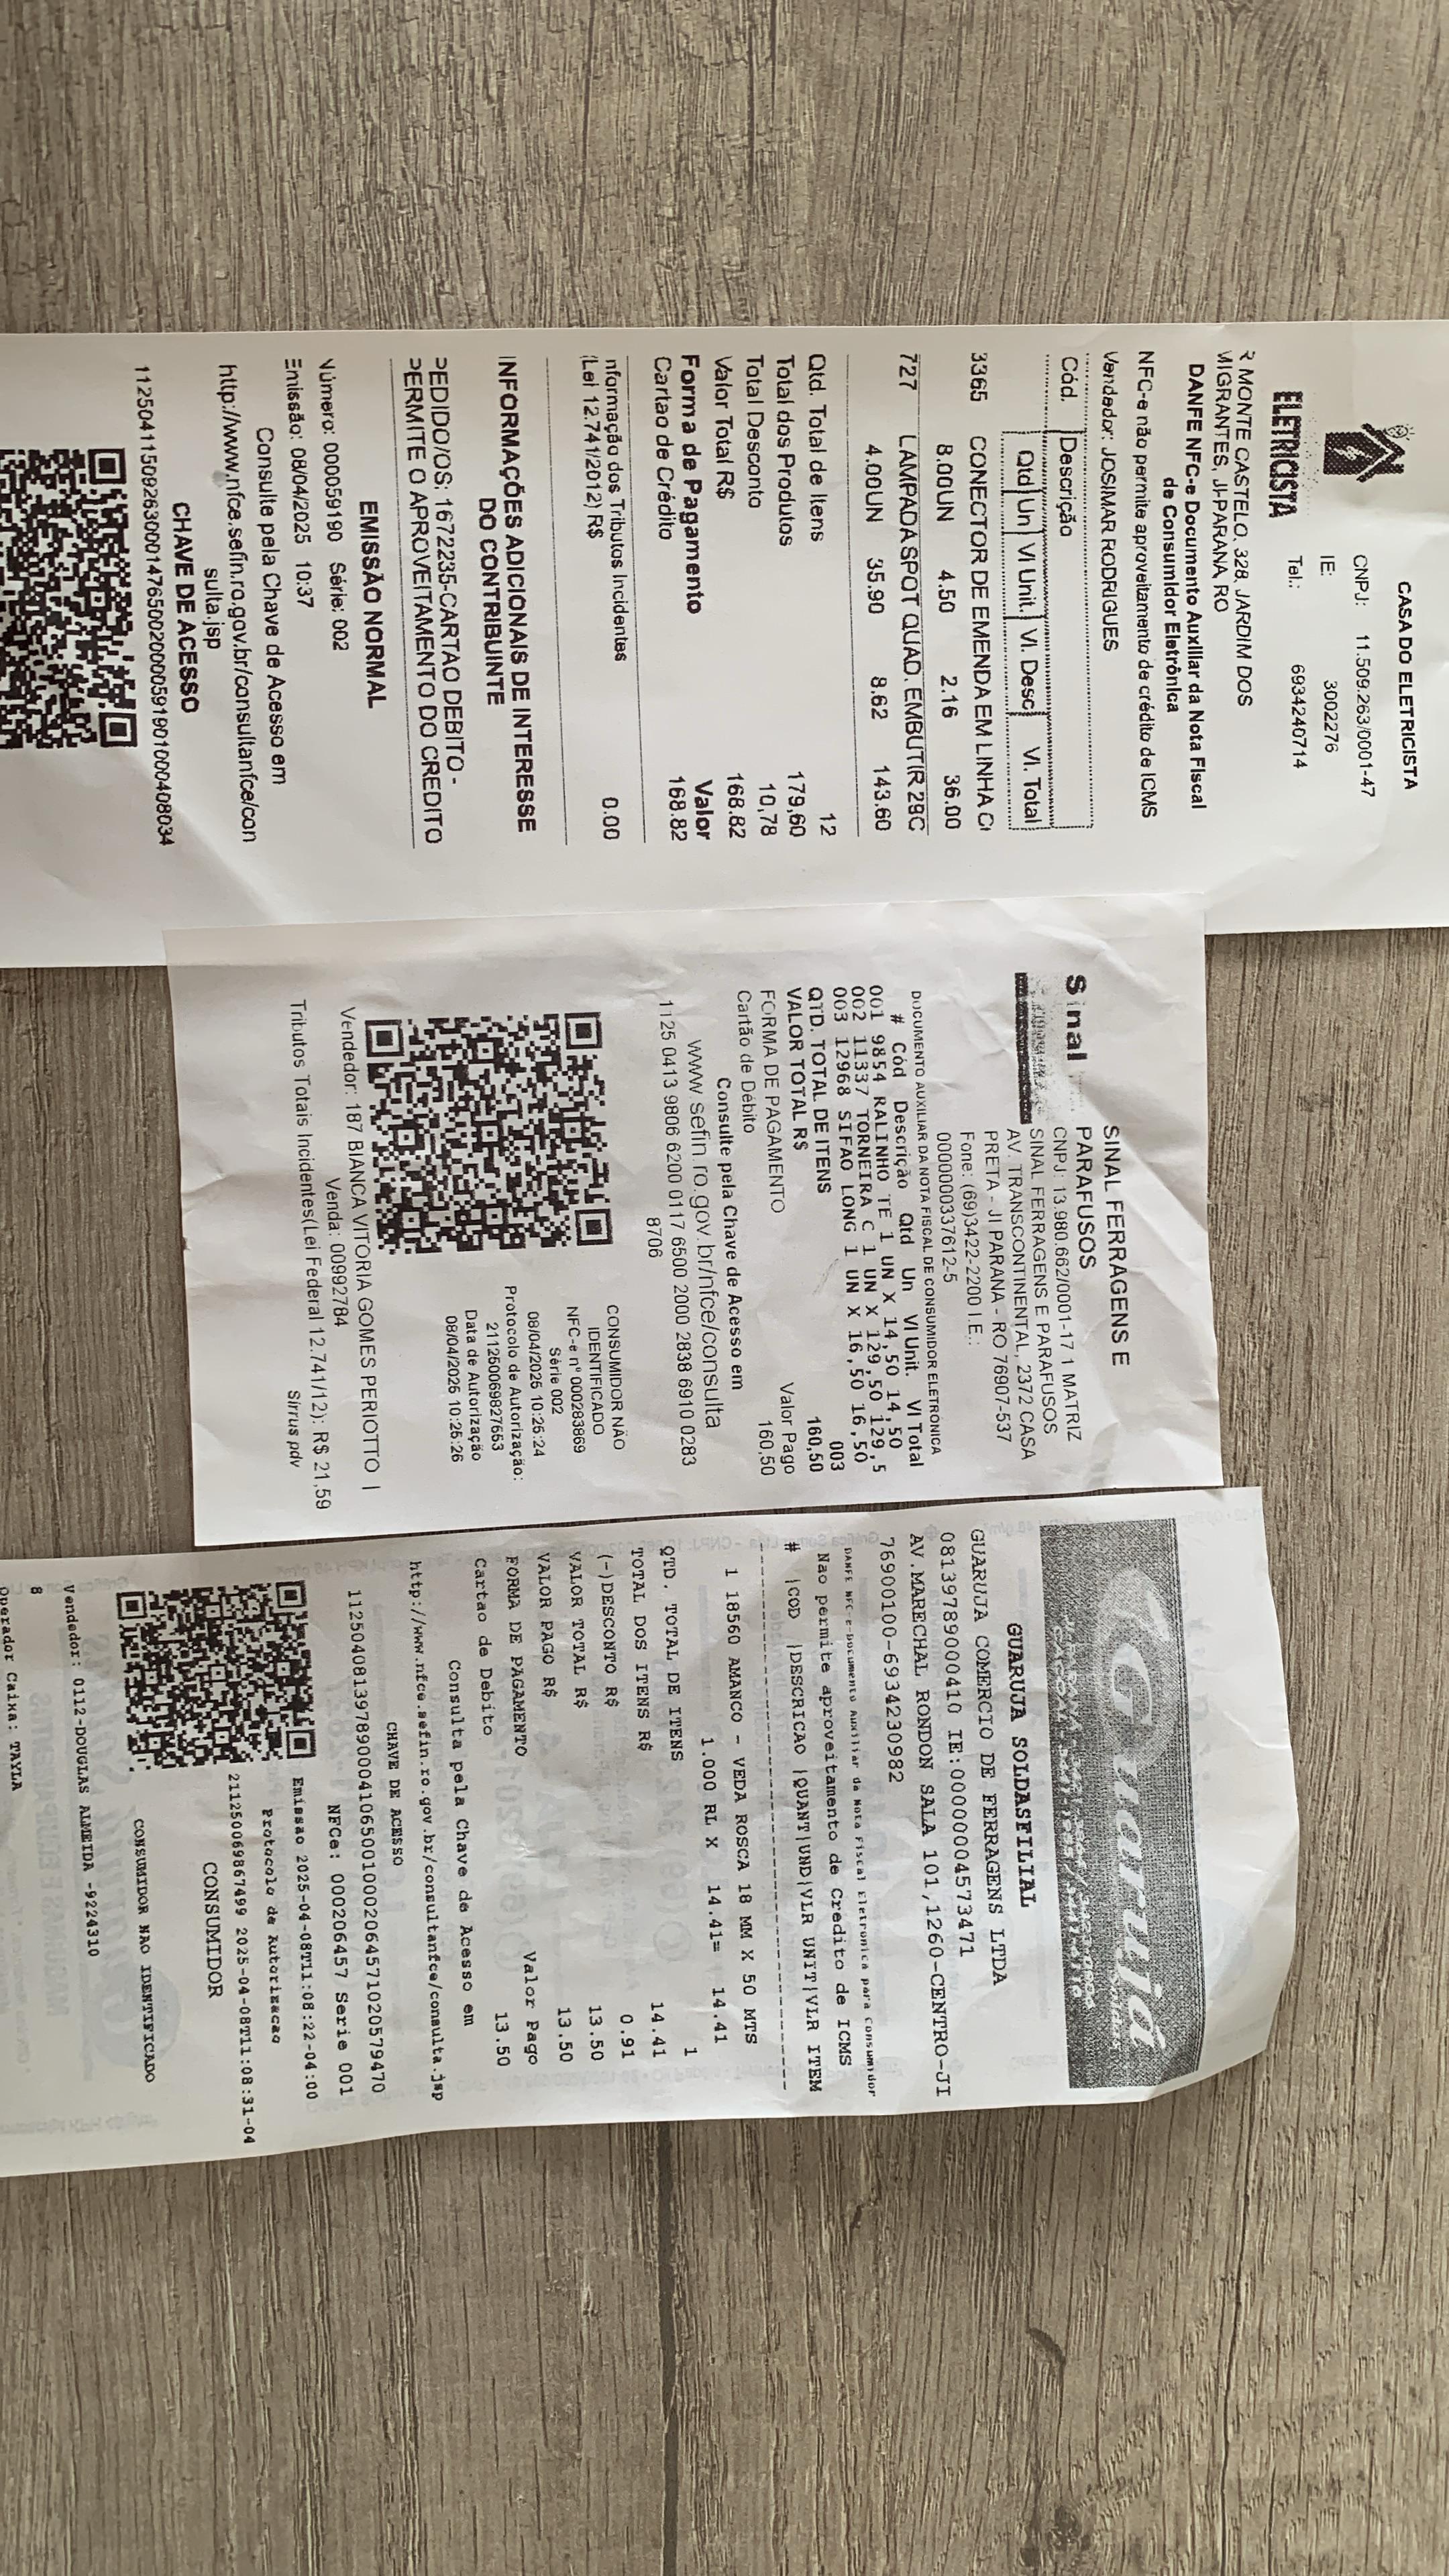 CASA DO ELETRICISTA
CNPJ: 11.509.263/0001-47
IE: 3002276
Tel.: 6934240714
ELETRICISTA
R MONTE CASTELO, 328, JARDIM DOS
MIGRANTES, JI-PARANA, RO
DANFE NFC-e Documento Auxiliar da Nota Fiscal
de Consumidor Eletrônica
NFC-e não permite aproveitamento de crédito de ICMS
Vendedor: JOSIMAR RODRIGUES
Cód. Descrição
Qtd Un Vl Unit. Vl. Desc Vl. Total
3365 CONECTOR DE EMENDA EM LINHA C
8.00UN 4.50 2.16 36.00
727 LAMPADA SPOT QUAD. EMBUTIR 28C
4.00UN 35.90 8.62 143.60
Qtd. Total de Itens 12
Total dos Produtos 179,60
Total Desconto 10,78
Valor Total R$ 168.82
Forma de Pagamento Valor
Cartao de Crédito 168.82
nformação dos Tributos Incidentes
(Lei 12.741/2012) R$ 0.00
INFORMAÇÕES ADICIONAIS DE INTERESSE
DO CONTRIBUINTE
PEDIDO/OS: 1672235-CARTAO DEBITO -
PERMITE O APROVEITAMENTO DO CREDITO
EMISSÃO NORMAL
Número: 000059190 Série: 002
Emissão: 08/04/2025 10:37
Consulte pela Chave de Acesso em
http://www.nfce.sefin.ro.gov.br/consultanfce/con
sulta.jsp
CHAVE DE ACESSO
11250411509263000147650020000591901000408034
Sinal
SINAL FERRAGENS E
PARAFUSOS
CNPJ: 13.980.662/0001-17 1 MATRIZ
SINAL FERRAGENS E PARAFUSOS
AV. TRANSCONTINENTAL, 2372 CASA
PRETA - JI PARANA - RO 76907-537
Fone: (69)3422-2200 I.E.:
0000000337612-5
DOCUMENTO AUXILIAR DA NOTA FISCAL DE CONSUMIDOR ELETRONICA
# Cód Descrição Qtd Un Vl Unit. Vl Total
001 9854 RALINHO TE 1 UN X 14,50 14,50
002 11337 TORNEIRA C 1 UN X 129,50 129,5
003 12968 SIFAO LONG 1 UN X 16,50 16,50
QTD. TOTAL DE ITENS 003
VALOR TOTAL R$ 160,50
FORMA DE PAGAMENTO Valor Pago
Cartão de Débito 160,50
Consulte pela Chave de Acesso em
www.sefin.ro.gov.br/nfce/consulta
1125 0413 9806 6200 0117 6500 2000 2838 6910 0283
8706
CONSUMIDOR NÃO
IDENTIFICADO
NFC-e nº 000283869
Série 002
08/04/2025 10:25:24
Protocolo de Autorização:
211250069827653
Data de Autorização
08/04/2025 10:25:26
Vendedor: 187 BIANCA VITORIA GOMES PERIOTTO |
Venda: 00992784
Tributos Totais Incidentes(Lei Federal 12.741/12): R$ 21,59
Sirrus pdv
Guarujá
Soldas
GUARUJA SOLDASFILIAL
GUARUJA COMERCIO DE FERRAGENS LTDA
08139789000410 IE:00000004573471
AV.MARECHAL RONDON SALA 101,1260-CENTRO-JI
76900100-6934230982
DANFE NFC-e-Documento Auxiliar da Nota Fiscal Eletronica para Consumidor
Nao permite aproveitamento de Credito de ICMS
# |COD |DESCRICAO |QUANT|UND|VLR UNIT|VLR ITEM
1 18560 AMANCO - VEDA ROSCA 18 MM X 50 MTS
1.000 RL X 14.41= 14.41
QTD. TOTAL DE ITENS 1
TOTAL DOS ITENS R$ 14.41
(-)DESCONTO R$ 0.91
VALOR TOTAL R$ 13.50
VALOR PAGO R$ 13.50
FORMA DE PAGAMENTO Valor Pago
Cartao de Debito 13.50
Consulta pela Chave de Acesso em
http://www.nfce.sefin.ro.gov.br/consultanfce/consulta.jsp
CHAVE DE ACESSO
11250408139789000410650010002064571020579470
NFCe: 000206457 Serie 001
Emissao 2025-04-08T11:08:22-04:00
Protocolo de Autorizacao
211250069867499 2025-04-08T11:08:31-04
CONSUMIDOR
CONSUMIDOR NAO IDENTIFICADO
Vendedor: 0112-DOUGLAS ALMEIDA -9224310
8
Operador Caixa: TAYLA